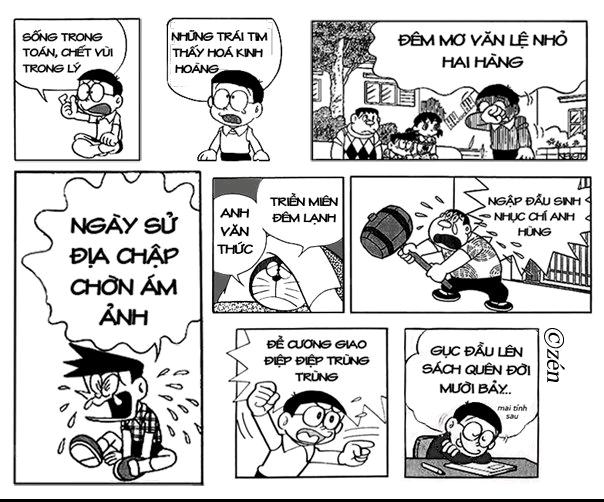 SỐNG TRONG
TOÁN, CHẾT VÙI
TRONG LÝ
NHỮNG TRÁI TIM
THẤY HOÁ KINH
HOÀNG
ĐÊM MƠ VĂN LỆ NHỎ
HAI HÀNG
NGÀY SỬ
ĐỊA CHẬP
CHỜN ÁM
ẢNH
ANH
VĂN
THỨC
TRIỀN MIÊN
ĐÊM LẠNH
NGẬP ĐẦU SINH
NHỤC CHÍ ANH
HÙNG
ĐỀ CƯƠNG GIAO
ĐIỆP ĐIỆP TRÙNG
TRÙNG
GỤC ĐẦU LÊN
SÁCH QUÊN ĐỜI
MƯỜI BẢY...
mai tính
sau
©zén